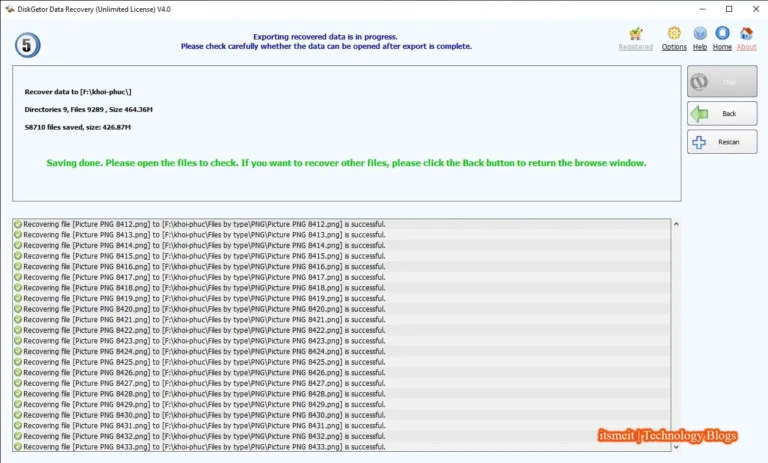 DiskGetor Data Recovery (Unlimited License) V4.0
5
Exporting recovered data is in progress.
Please check carefully whether the data can be opened after export is complete.
Registered Options Help Home About
Recover data to [F:\khoi-phuc\]
Directories 9, Files 9289 , Size 464.36M
S8710 files saved, size: 426.87M
Saving done. Please open the files to check. If you want to recover other files, please click the Back button to return the browse window.
Stop
Back
Rescan
Recovering file [Picture PNG 8412.png] to [F:\khoi-phuc\Files by type\PNG\Picture PNG 8412.png] is successful.
Recovering file [Picture PNG 8413.png] to [F:\khoi-phuc\Files by type\PNG\Picture PNG 8413.png] is successful.
Recovering file [Picture PNG 8414.png] to [F:\khoi-phuc\Files by type\PNG\Picture PNG 8414.png] is successful.
Recovering file [Picture PNG 8415.png] to [F:\khoi-phuc\Files by type\PNG\Picture PNG 8415.png] is successful.
Recovering file [Picture PNG 8416.png] to [F:\khoi-phuc\Files by type\PNG\Picture PNG 8416.png] is successful.
Recovering file [Picture PNG 8417.png] to [F:\khoi-phuc\Files by type\PNG\Picture PNG 8417.png] is successful.
Recovering file [Picture PNG 8418.png] to [F:\khoi-phuc\Files by type\PNG\Picture PNG 8418.png] is successful.
Recovering file [Picture PNG 8419.png] to [F:\khoi-phuc\Files by type\PNG\Picture PNG 8419.png] is successful.
Recovering file [Picture PNG 8420.png] to [F:\khoi-phuc\Files by type\PNG\Picture PNG 8420.png] is successful.
Recovering file [Picture PNG 8421.png] to [F:\khoi-phuc\Files by type\PNG\Picture PNG 8421.png] is successful.
Recovering file [Picture PNG 8422.png] to [F:\khoi-phuc\Files by type\PNG\Picture PNG 8422.png] is successful.
Recovering file [Picture PNG 8423.png] to [F:\khoi-phuc\Files by type\PNG\Picture PNG 8423.png] is successful.
Recovering file [Picture PNG 8424.png] to [F:\khoi-phuc\Files by type\PNG\Picture PNG 8424.png] is successful.
Recovering file [Picture PNG 8425.png] to [F:\khoi-phuc\Files by type\PNG\Picture PNG 8425.png] is successful.
Recovering file [Picture PNG 8426.png] to [F:\khoi-phuc\Files by type\PNG\Picture PNG 8426.png] is successful.
Recovering file [Picture PNG 8427.png] to [F:\khoi-phuc\Files by type\PNG\Picture PNG 8427.png] is successful.
Recovering file [Picture PNG 8428.png] to [F:\khoi-phuc\Files by type\PNG\Picture PNG 8428.png] is successful.
Recovering file [Picture PNG 8429.png] to [F:\khoi-phuc\Files by type\PNG\Picture PNG 8429.png] is successful.
Recovering file [Picture PNG 8430.png] to [F:\khoi-phuc\Files by type\PNG\Picture PNG 8430.png] is successful.
Recovering file [Picture PNG 8431.png] to [F:\khoi-phuc\Files by type\PNG\Picture PNG 8431.png] is successful.
Recovering file [Picture PNG 8432.png] to [F:\khoi-phuc\Files by type\PNG\Picture PNG 8432.png] is successful.
Recovering file [Picture PNG 8433.png] to [F:\khoi-phuc\Files by type\PNG\Picture PNG 8433.png] is successful.
itsmeit | Technology Blogs